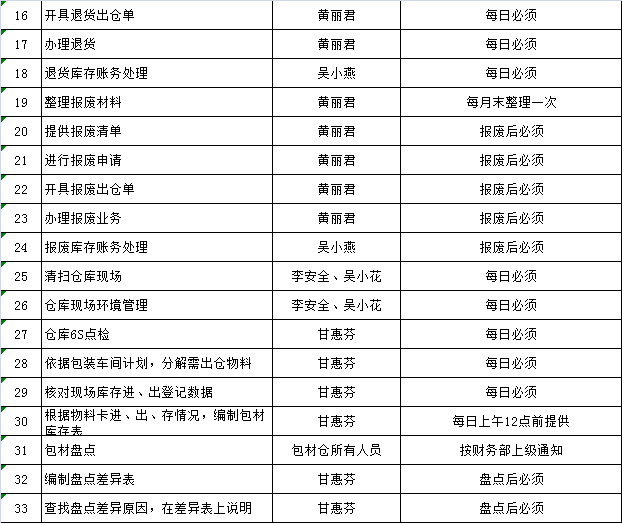 16 开具退货出仓单 黄丽君 每日必须
17 办理退货 黄丽君 每日必须
18 退货库存账务处理 吴小燕 每日必须
19 整理报废材料 黄丽君 每月末整理一次
20 提供报废清单 黄丽君 报废后必须
21 进行报废申请 黄丽君 报废后必须
22 开具报废出仓单 黄丽君 报废后必须
23 办理报废业务 黄丽君 报废后必须
24 报废库存账务处理 吴小燕 报废后必须
25 清扫仓库现场 李安全、吴小花 每日必须
26 仓库现场环境管理 李安全、吴小花 每日必须
27 仓库6S点检 甘惠芬 每日必须
28 依据包装车间计划，分解需出仓物料 甘惠芬 每日必须
29 核对现场库存进、出登记数据 甘惠芬 每日必须
30 根据物料卡进、出、存情况，编制包材 甘惠芬 每日上午12点前提供
库存表
31 包材盘点 包材仓所有人员 按财务部上级通知
32 编制盘点差异表 甘惠芬 盘点后必须
33 查找盘点差异原因，在差异表上说明 甘惠芬 盘点后必须